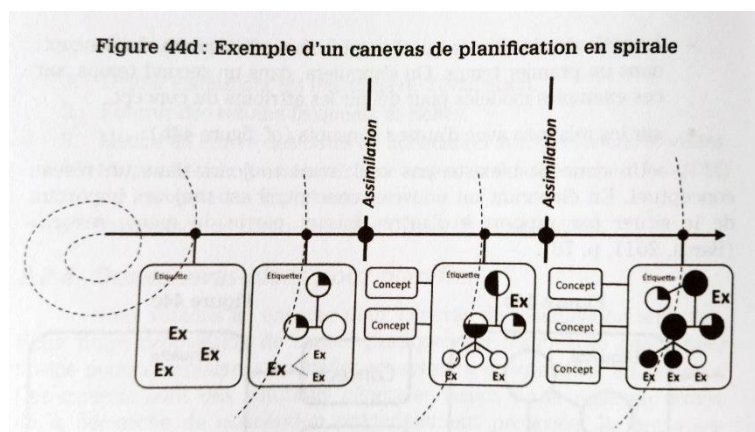 Figure 44d : Exemple d'un canevas de planification en spirale
Assimilation
Assimilation
Étiquette
Ex
Ex
Ex
Étiquette
Ex
Ex
Ex
Concept
Concept
Étiquette
Ex
Ex Ex Ex
Concept
Concept
Concept
Étiquette
Ex
Ex Ex Ex